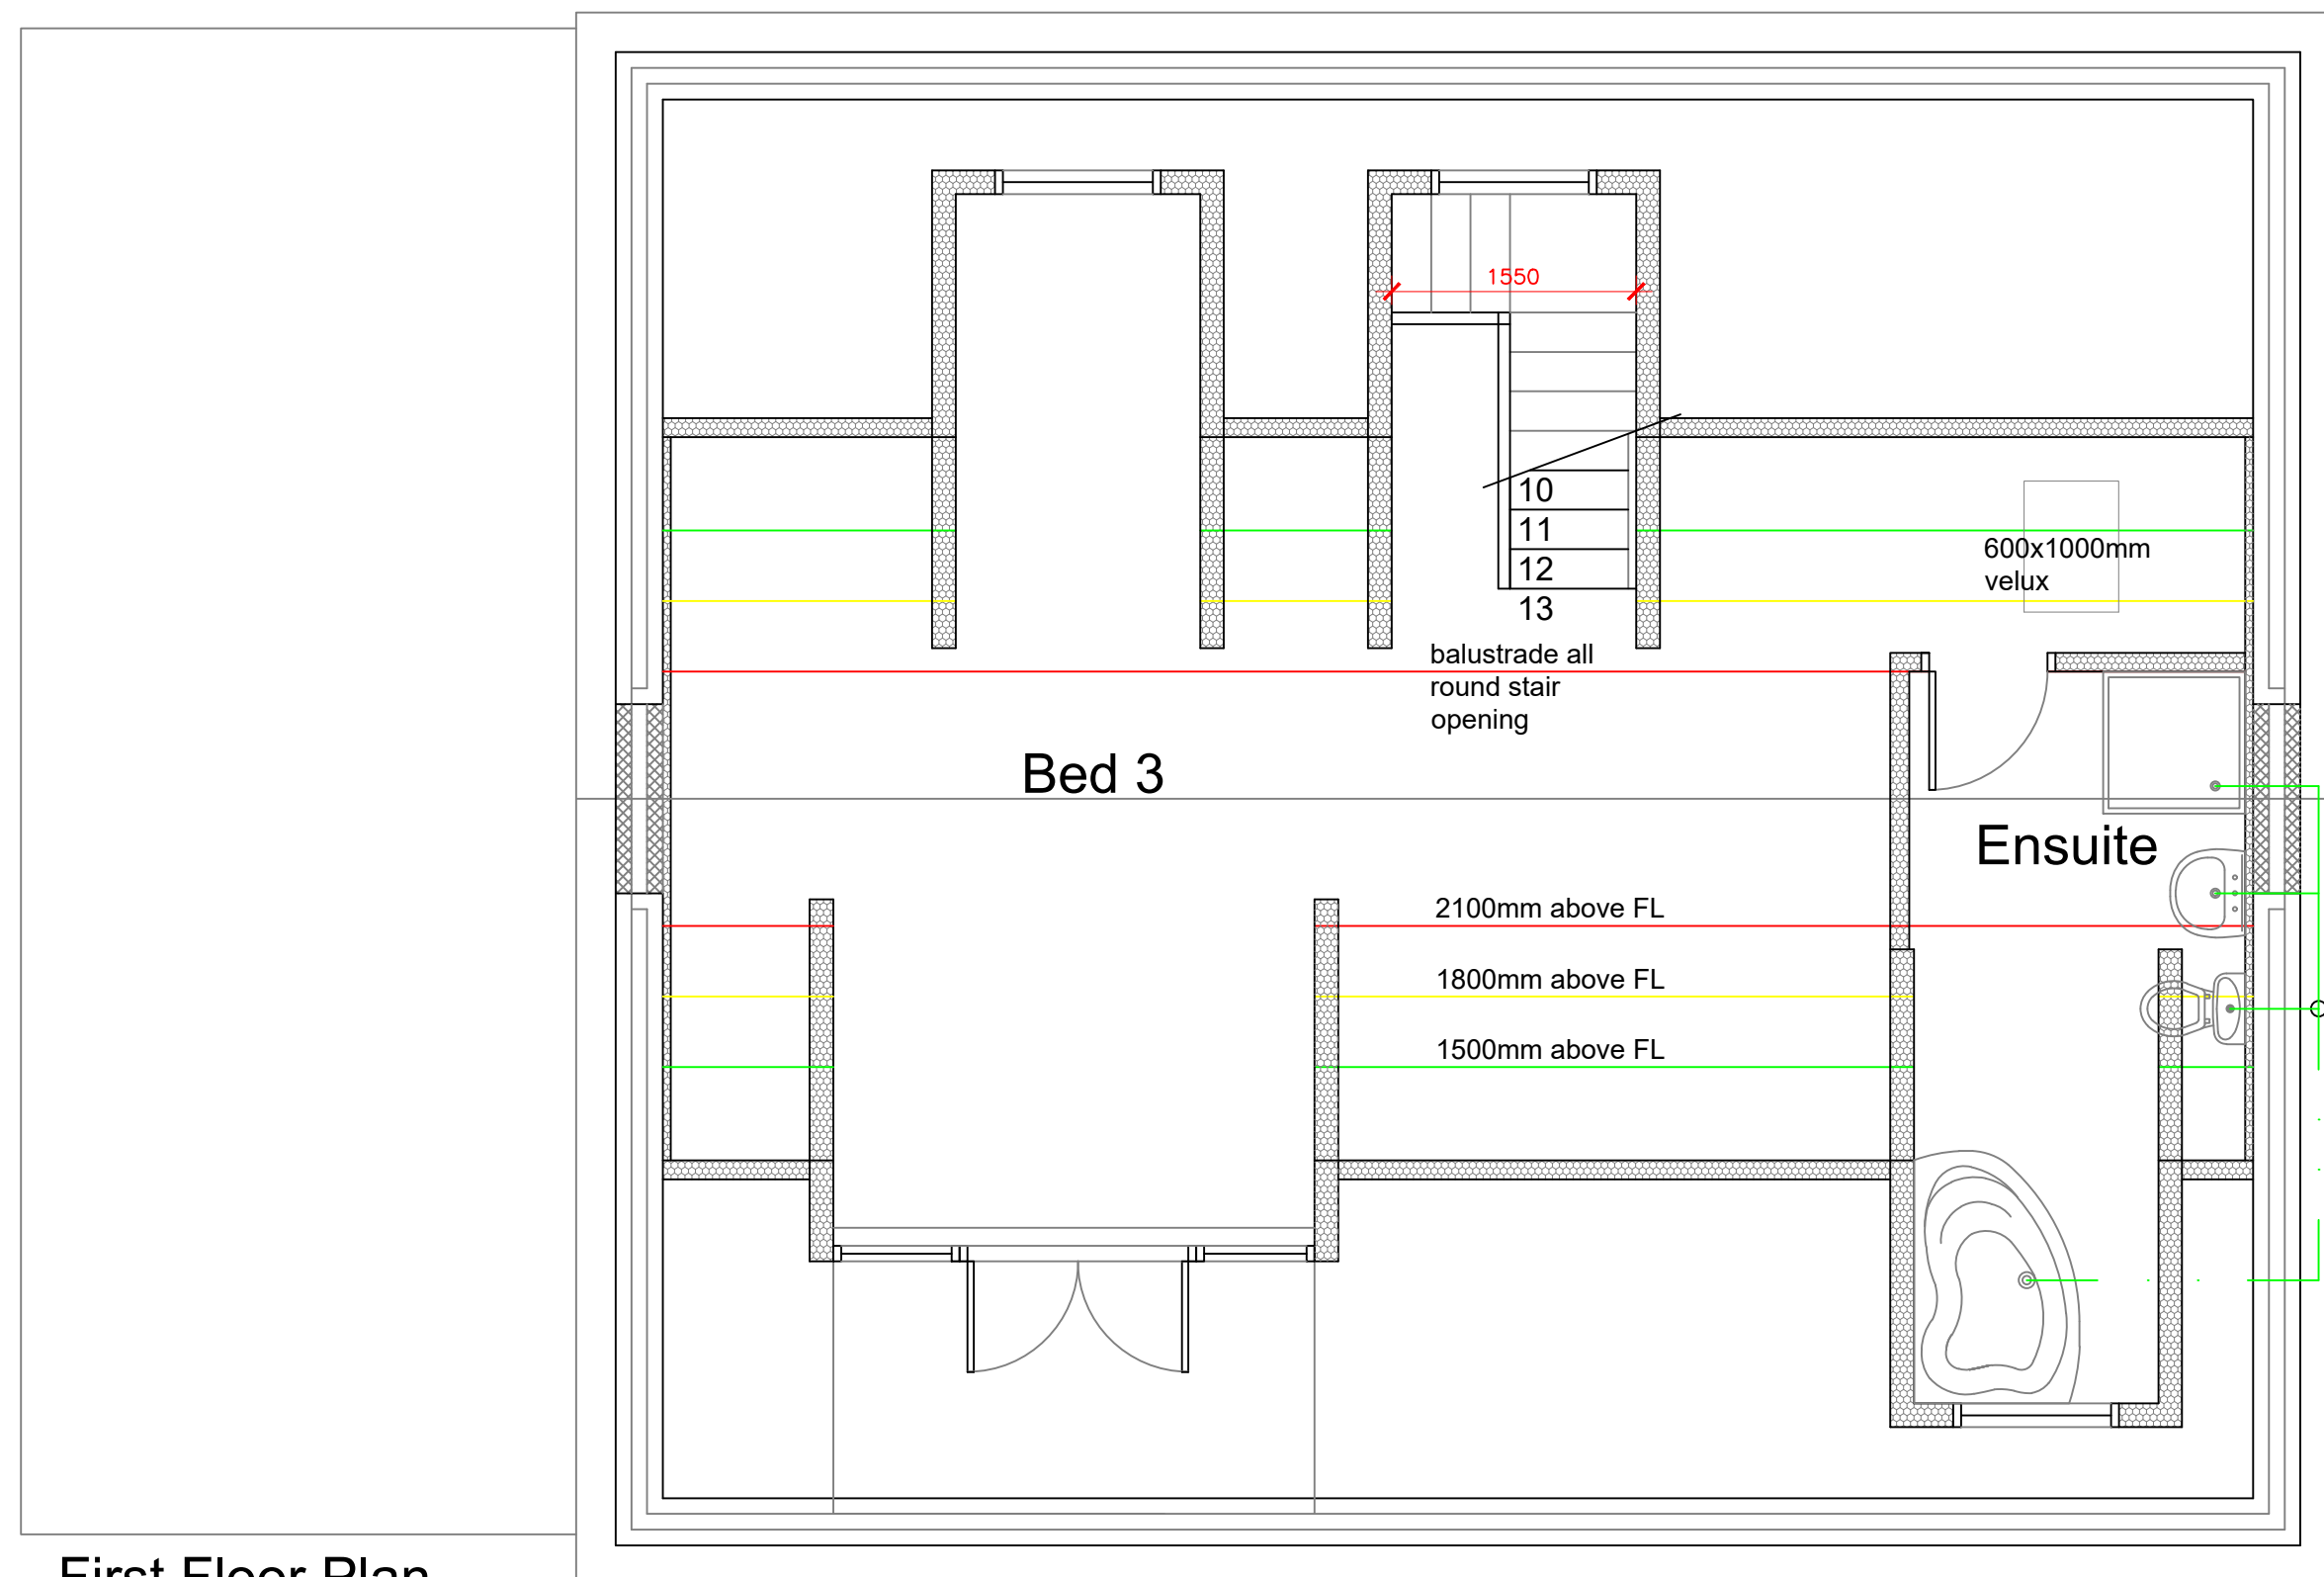 1550
10
11
12
13
600x1000mm
velux
balustrade all
round stair
opening
Bed 3
Ensuite
2100mm above FL
1800mm above FL
1500mm above FL
First Floor Plan